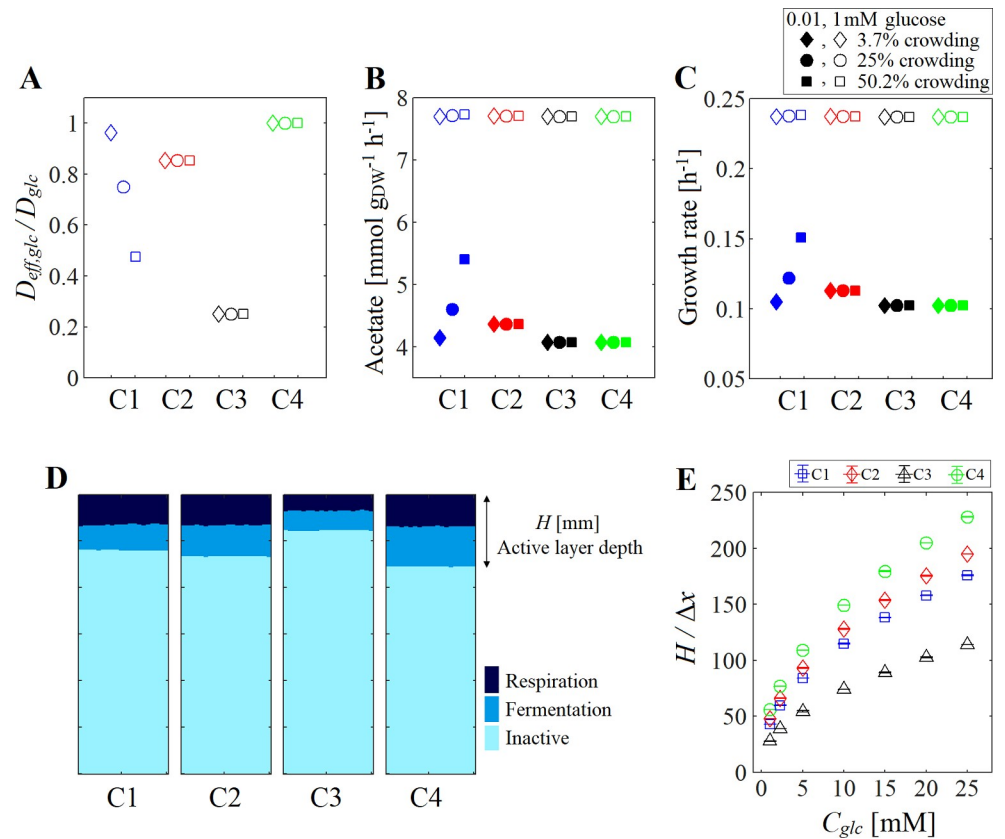 0.01, 1mM glucose
◆, ◇ 3.7% crowding
●, ○ 25% crowding
■, □ 50.2% crowding
A
D_eff,glc / D_glc
1
0.8
0.6
0.4
0.2
0
C1 C2 C3 C4
B
Acetate [mmol gDW⁻¹ h⁻¹]
8
7
6
5
4
C1 C2 C3 C4
C
Growth rate [h⁻¹]
0.25
0.2
0.15
0.1
0.05
C1 C2 C3 C4
D
H [mm]
Active layer depth
Respiration
Fermentation
Inactive
C1 C2 C3 C4
E
C1 C2 C3 C4
H / Δx
250
200
150
100
50
0
0 5 10 15 20 25
C_glc [mM]